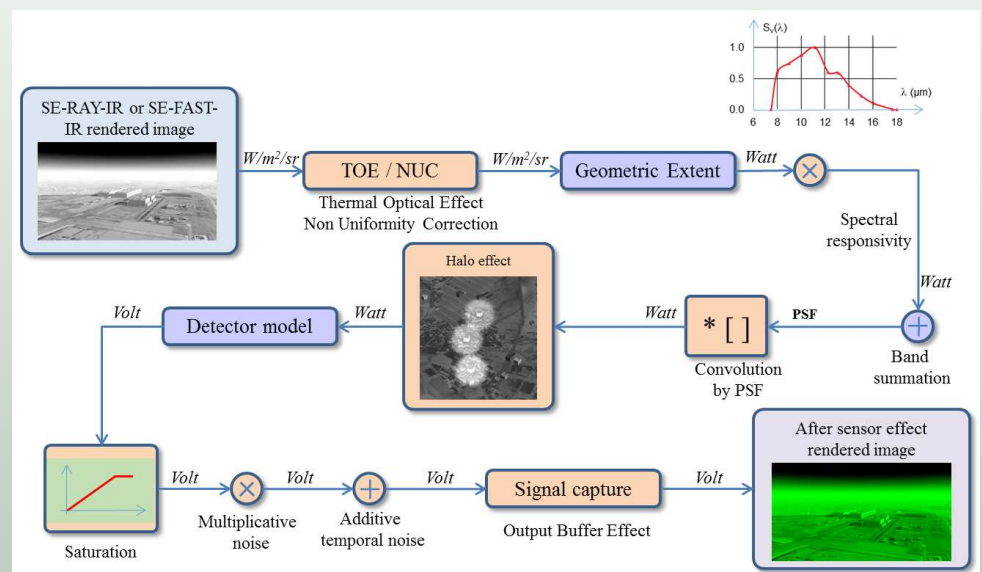 S_v(λ)
1.0
0.5
0.0
6 8 10 12 14 16 18
λ (µm)
SE-RAY-IR or SE-FAST-
IR rendered image
W/m²/sr
TOE / NUC
Thermal Optical Effect
Non Uniformity Correction
W/m²/sr
Geometric Extent
Watt
×
Spectral
responsivity
Watt
+
Band
summation
PSF
* [ ]
Convolution
by PSF
Watt
Halo effect
Watt
Detector model
Volt
Saturation
Volt
×
Multiplicative
noise
Volt
+
Additive
temporal noise
Volt
Signal capture
Output Buffer Effect
Volt
After sensor effect
rendered image